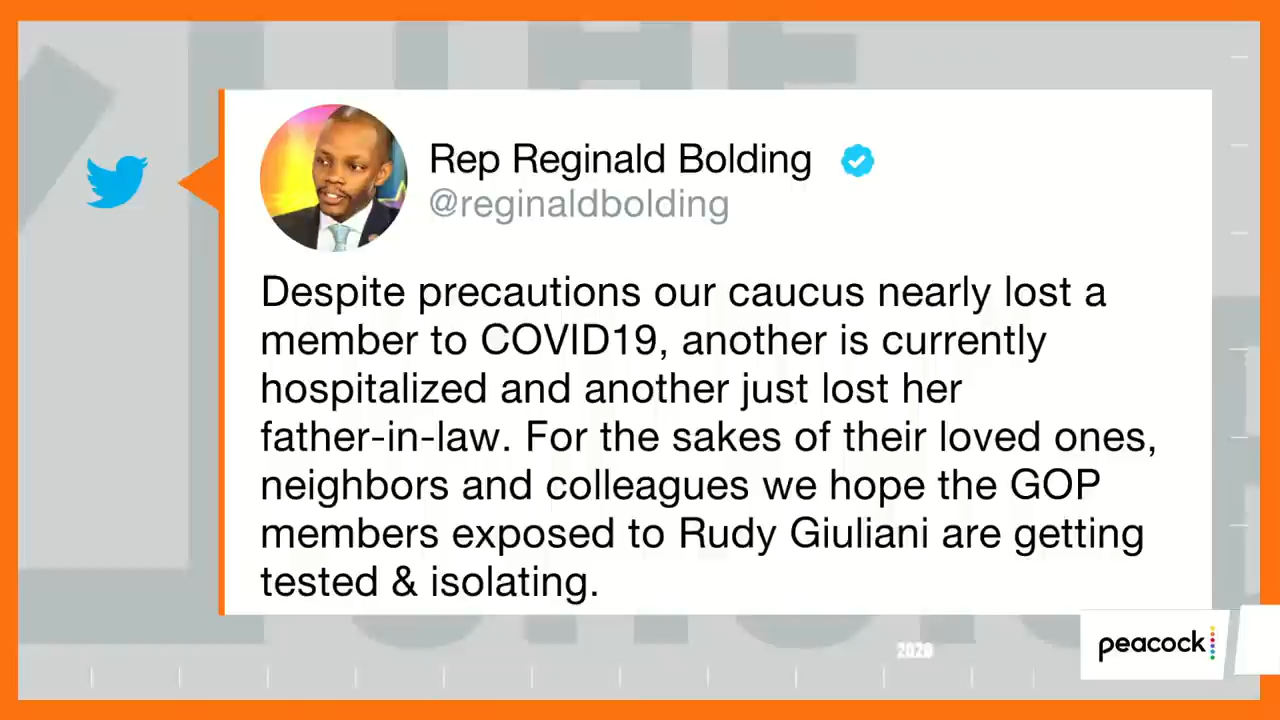 Rep Reginald Bolding
@reginaldbolding
Despite precautions our caucus nearly lost a
member to COVID19, another is currently
hospitalized and another just lost her
father-in-law. For the sakes of their loved ones,
neighbors and colleagues we hope the GOP
members exposed to Rudy Giuliani are getting
tested & isolating.
2020
peacock